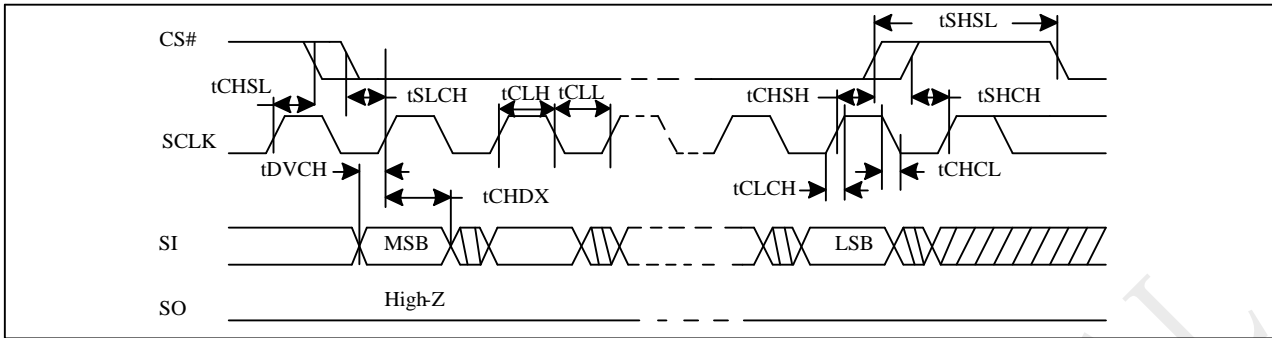 tSHSL
CS#
tCHSL
tSLCH
tCLH
tCLL
tCHSH
tSHCH
SCLK
tDVCH
tCHDX
tCLCH
tCHCL
SI
MSB
LSB
SO
High-Z